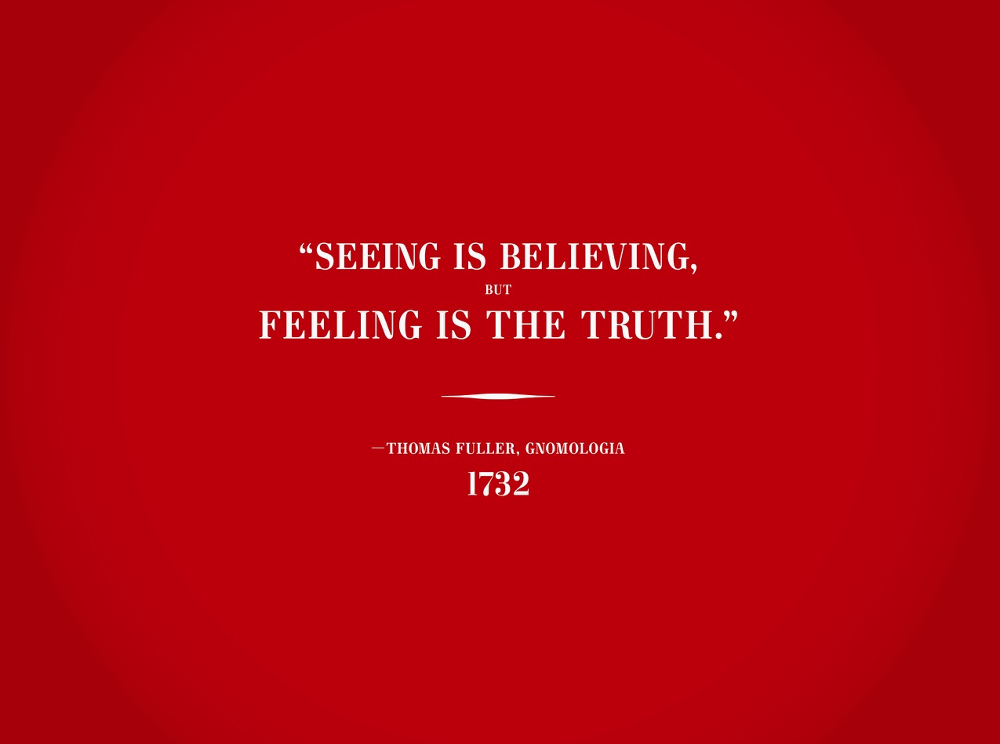 “SEEING IS BELIEVING,
BUT
FEELING IS THE TRUTH.”
—THOMAS FULLER, GNOMOLOGIA
1732